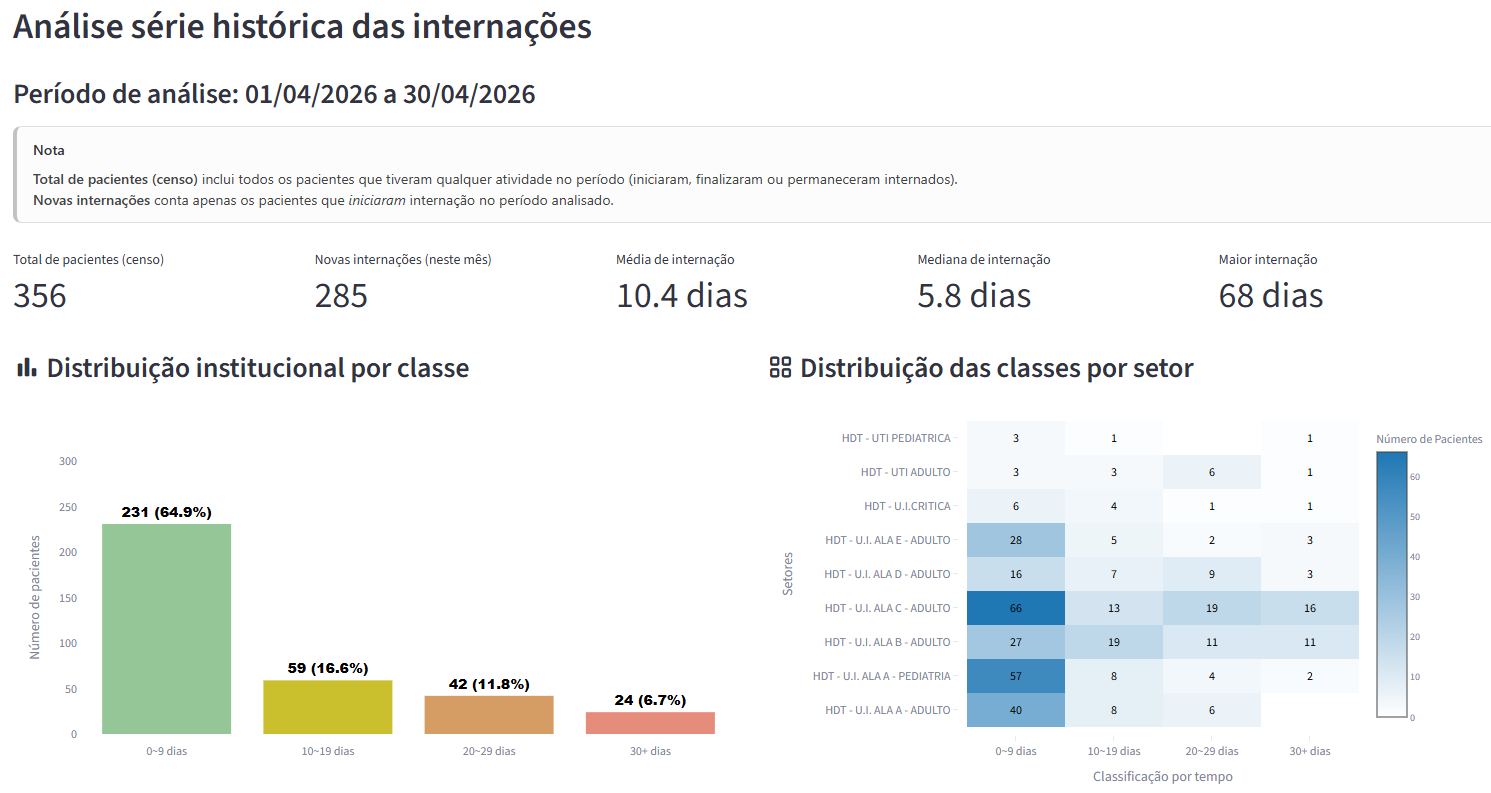 Análise série histórica das internações
Período de análise: 01/04/2026 a 30/04/2026
Nota
Total de pacientes (censo) inclui todos os pacientes que tiveram qualquer atividade no período (iniciaram, finalizaram ou permaneceram internados).
Novas internações conta apenas os pacientes que iniciaram internação no período analisado.
Total de pacientes (censo)
356
Novas internações (neste mês)
285
Média de internação
10.4 dias
Mediana de internação
5.8 dias
Maior internação
68 dias
Distribuição institucional por classe
Número de pacientes
300
250
200
150
100
50
0
231 (64.9%)
59 (16.6%)
42 (11.8%)
24 (6.7%)
0~9 dias
10~19 dias
20~29 dias
30+ dias
Distribuição das classes por setor
Setores
HDT - UTI PEDIATRICA 3 1 1
HDT - UTI ADULTO 3 3 6 1
HDT - U.I.CRITICA 6 4 1 1
HDT - U.I. ALA E - ADULTO 28 5 2 3
HDT - U.I. ALA D - ADULTO 16 7 9 3
HDT - U.I. ALA C - ADULTO 66 13 19 16
HDT - U.I. ALA B - ADULTO 27 19 11 11
HDT - U.I. ALA A - PEDIATRIA 57 8 4 2
HDT - U.I. ALA A - ADULTO 40 8 6
0~9 dias
10~19 dias
20~29 dias
30+ dias
Classificação por tempo
Número de Pacientes
60
50
40
30
20
10
0